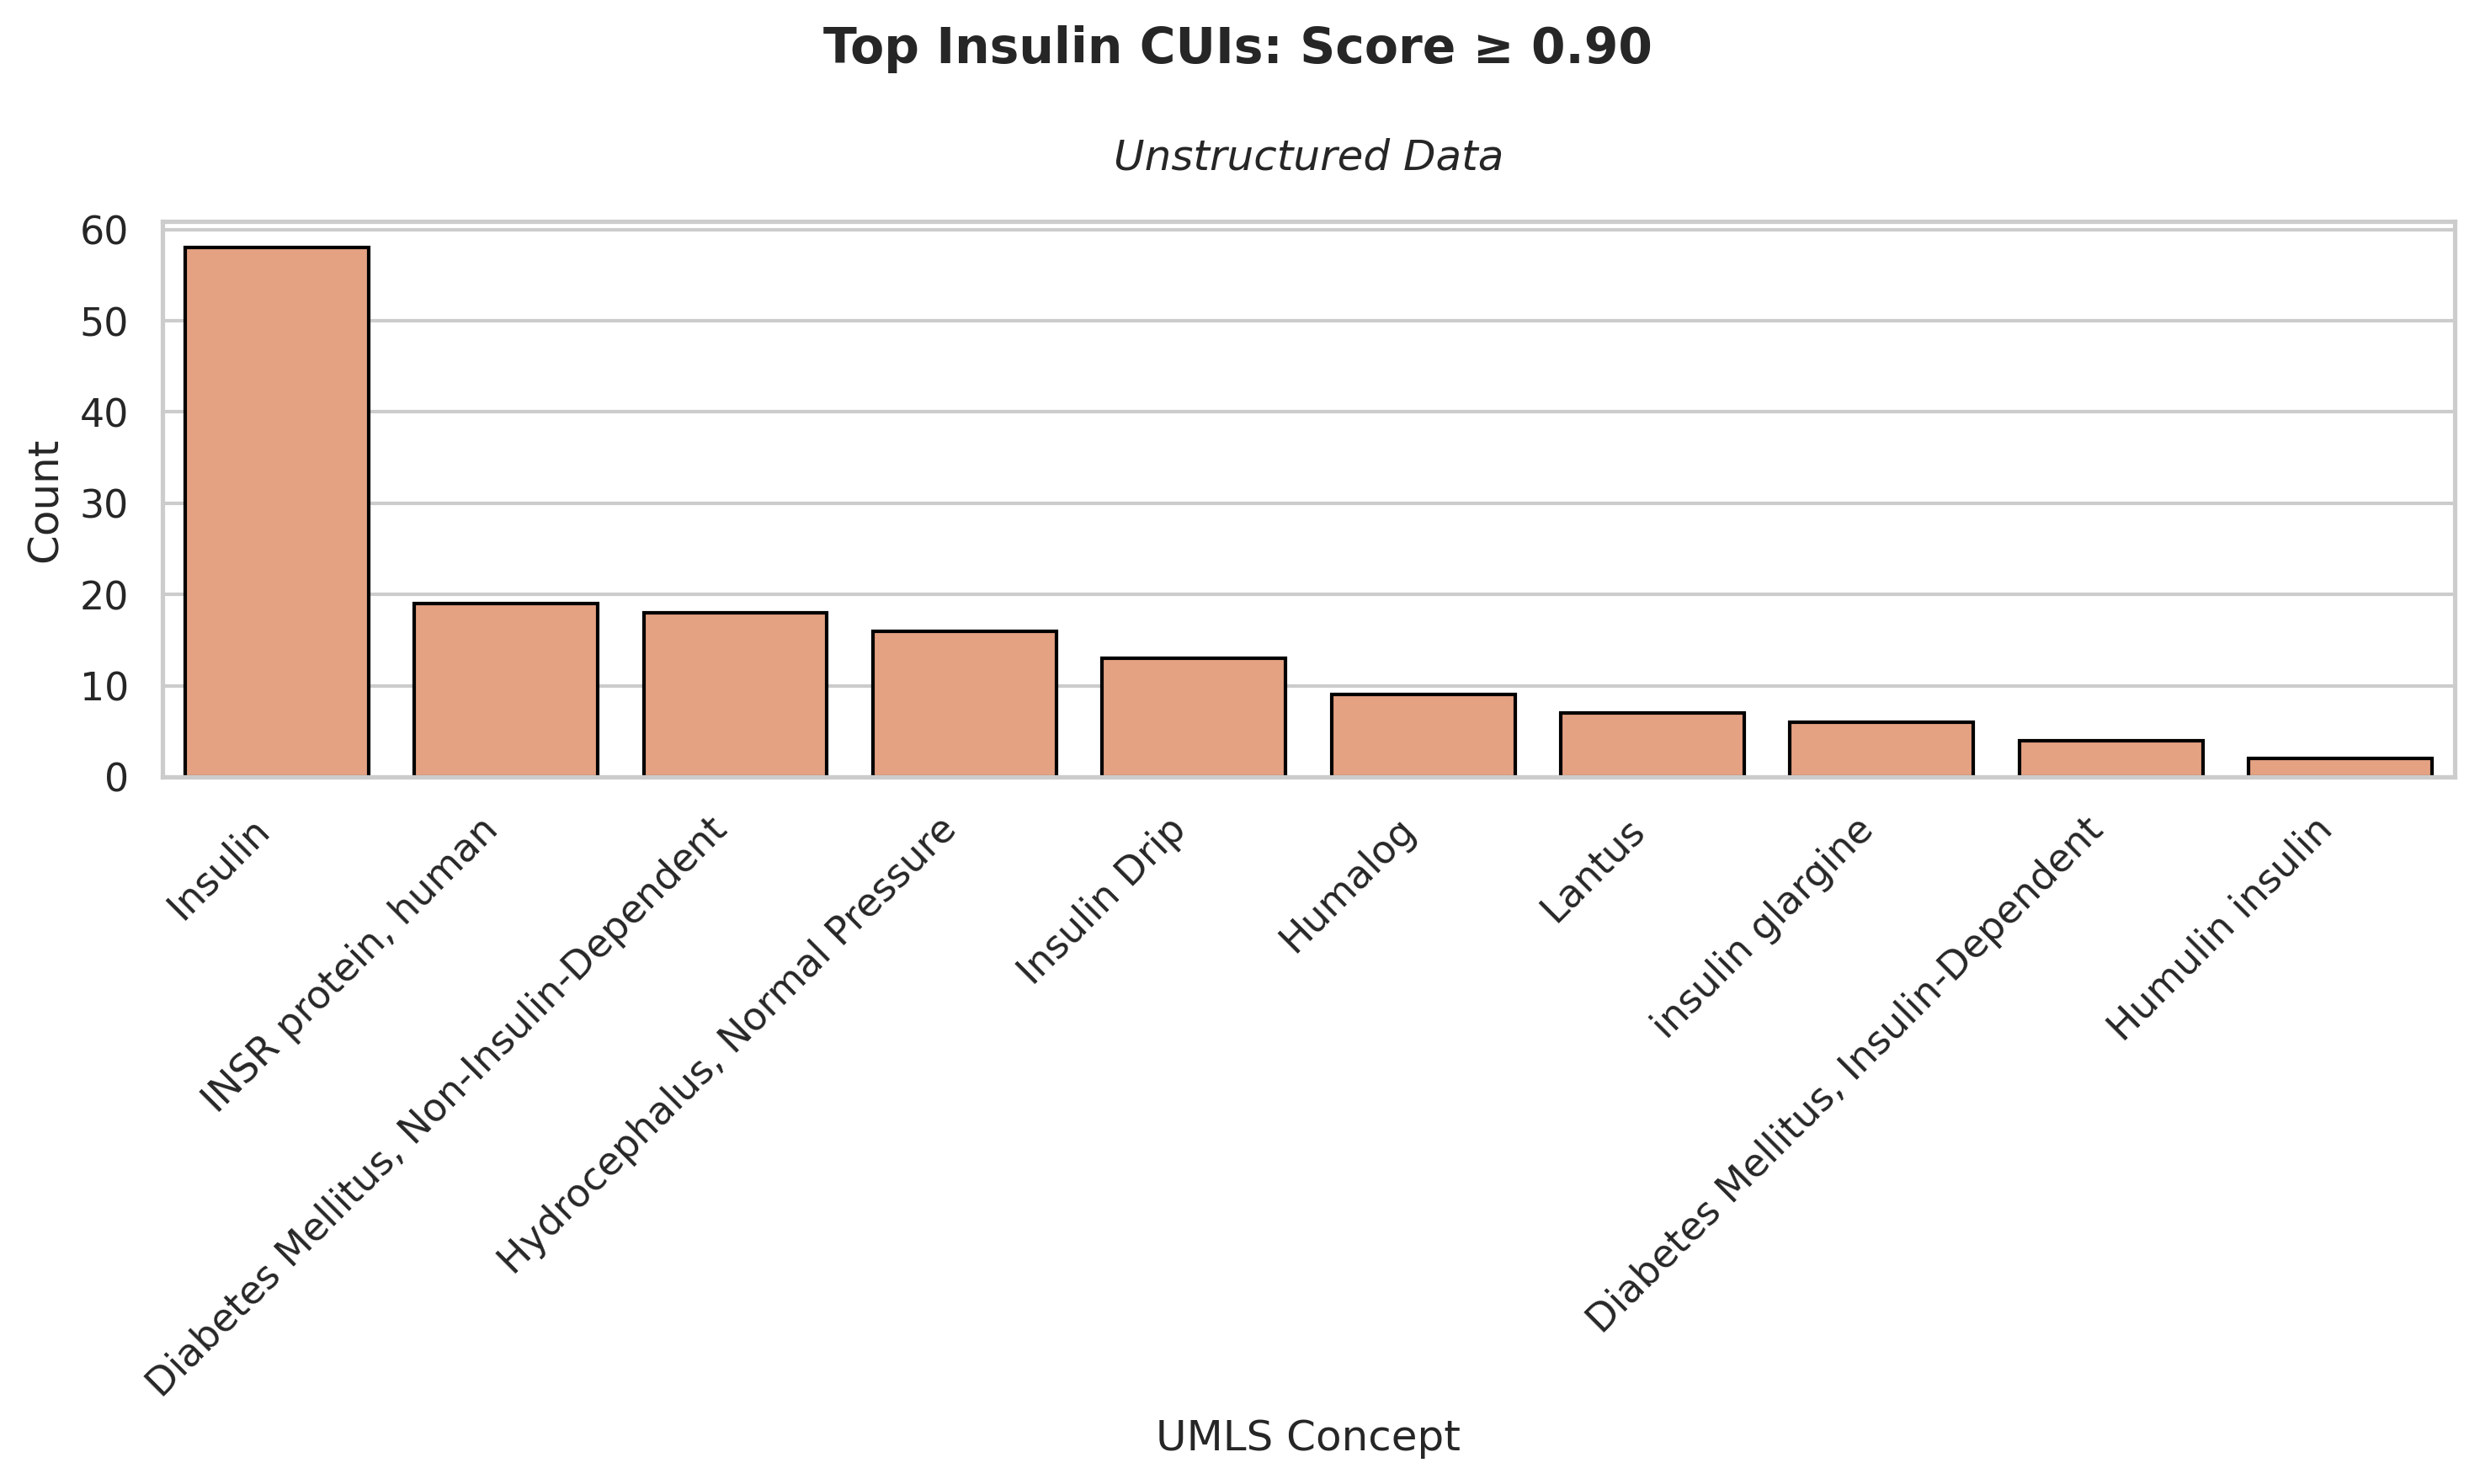 Top Insulin CUIs: Score ≥ 0.90
Unstructured Data
Count
60
50
40
30
20
10
0
Insulin
INSR protein, human
Diabetes Mellitus, Non-Insulin-Dependent
Hydrocephalus, Normal Pressure
Insulin Drip
Humalog
Lantus
insulin glargine
Diabetes Mellitus, Insulin-Dependent
Humulin insulin
UMLS Concept